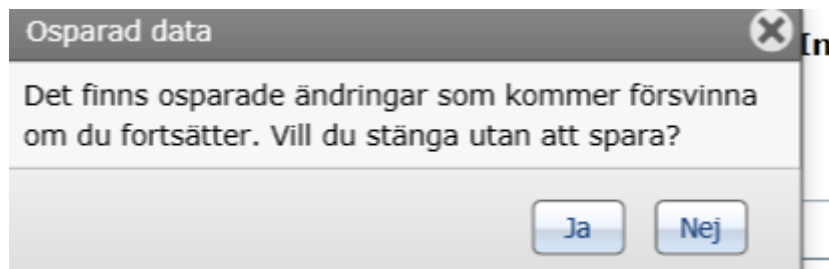 Osparad data
In
Det finns osparade ändringar som kommer försvinna
om du fortsätter. Vill du stänga utan att spara?
Ja
Nej